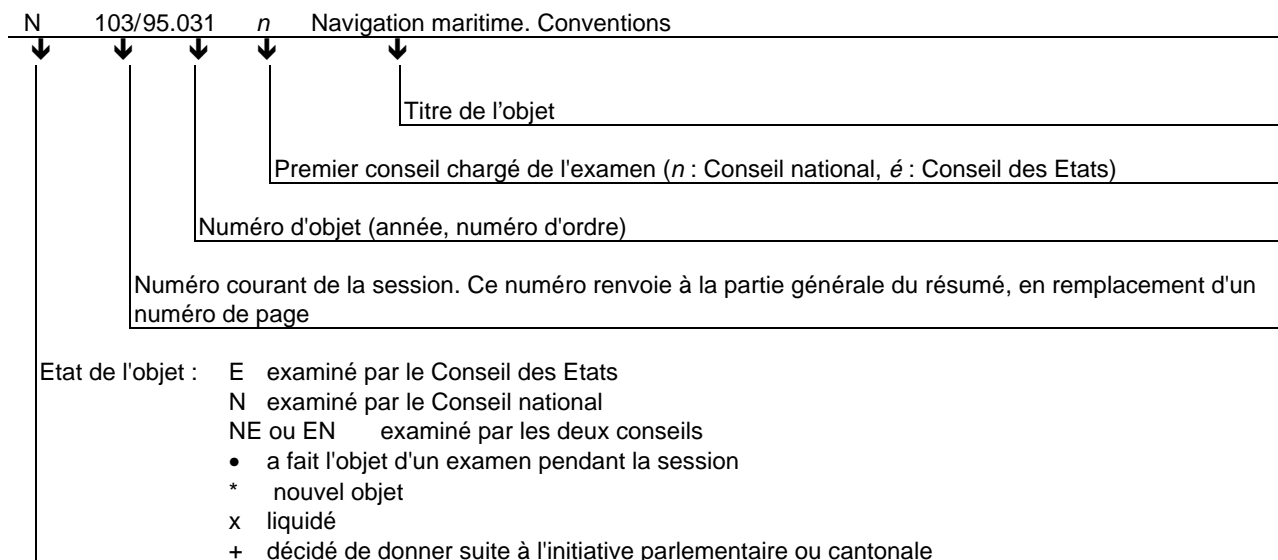 N 103/95.031 n Navigation maritime. Conventions
Titre de l'objet
Premier conseil chargé de l'examen (n : Conseil national, é : Conseil des Etats)
Numéro d'objet (année, numéro d'ordre)
Numéro courant de la session. Ce numéro renvoie à la partie générale du résumé, en remplacement d'un
numéro de page
Etat de l'objet : E examiné par le Conseil des Etats
N examiné par le Conseil national
NE ou EN examiné par les deux conseils
• a fait l'objet d'un examen pendant la session
* nouvel objet
x liquidé
+ décidé de donner suite à l'initiative parlementaire ou cantonale